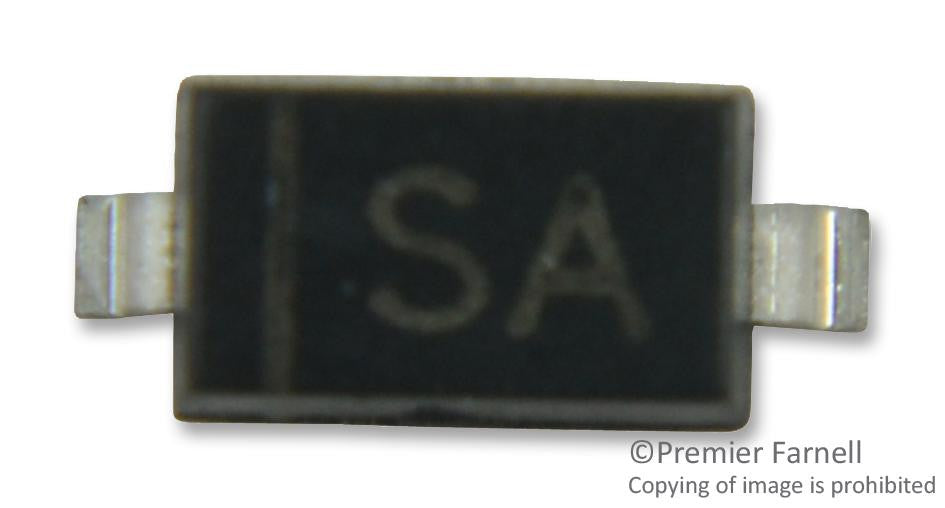 SA
©Premier Farnell
Copying of image is prohibited